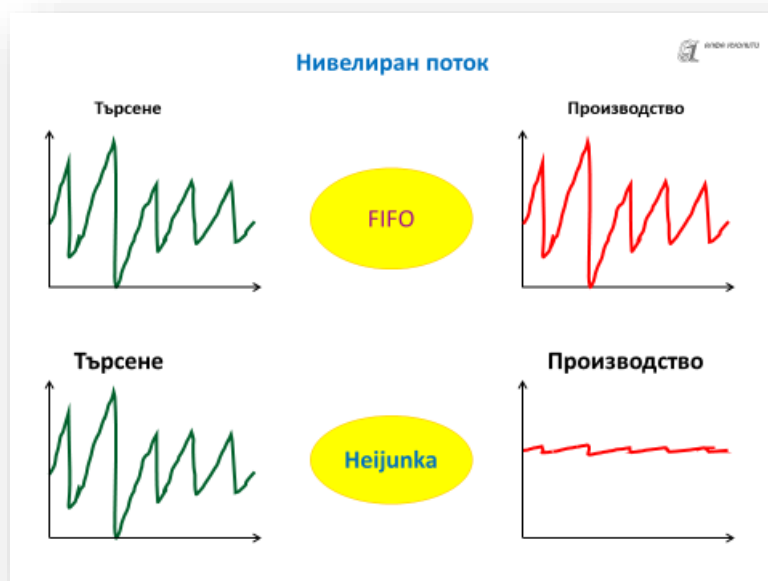 Нивелиран поток
Търсене
Производство
FIFO
Търсене
Производство
Heijunka